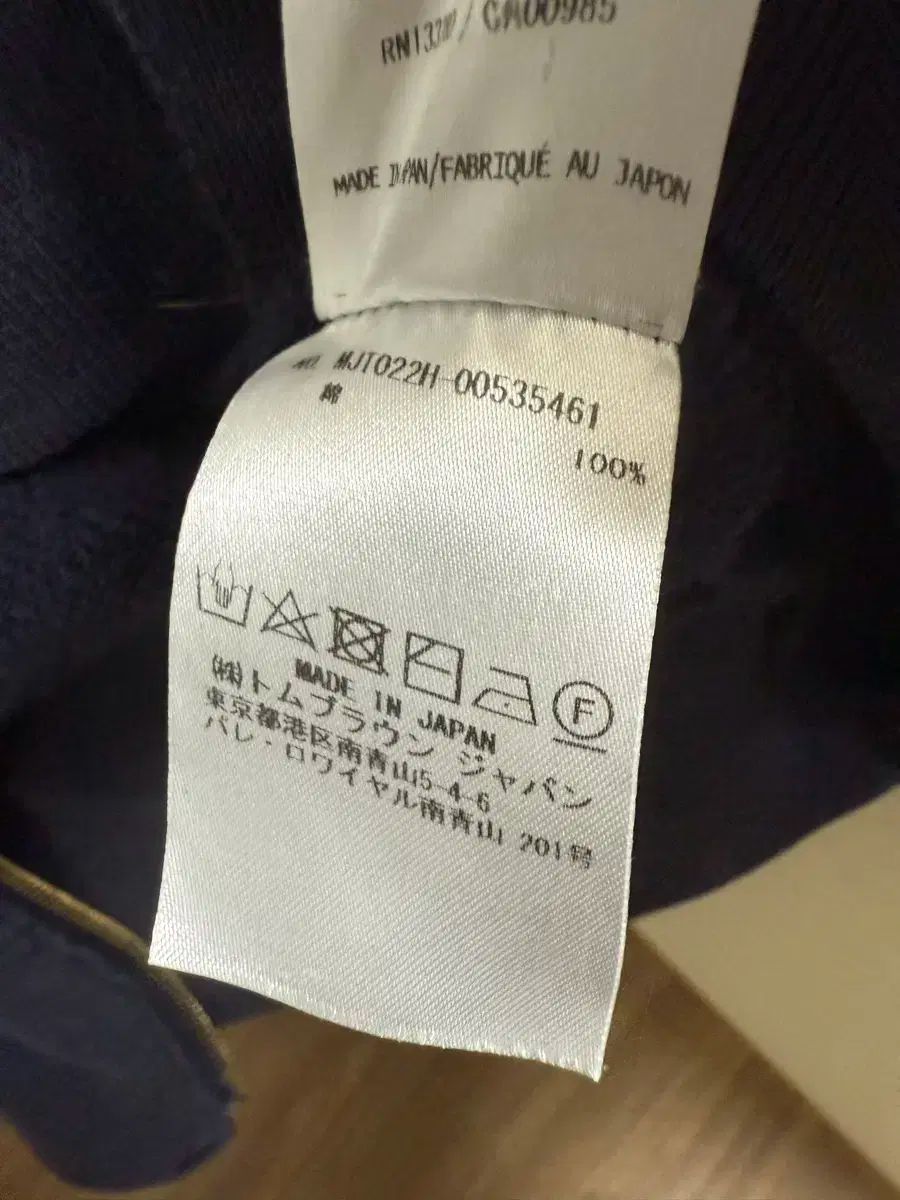 CA00985
MADE IN JAPAN/FABRIQUÉ AU JAPON
NO. MJT022H-00535461
綿
100%
F
MADE IN JAPAN
(株)トムブラウン ジャパン
東京都港区南青山5-4-6
パレ・ロワイヤル南青山 201号